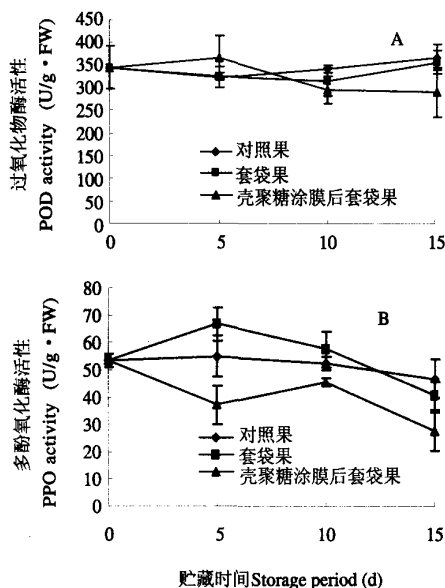 过氧化物酶活性
POD activity (U/g·FW)
450
400
350
300
250
200
150
100
50
0
A
对照果
套袋果
壳聚糖涂膜后套袋果
0 5 10 15
多酚氧化酶活性
PPO activity (U/g·FW)
80
70
60
50
40
30
20
10
0
B
对照果
套袋果
壳聚糖涂膜后套袋果
0 5 10 15
贮藏时间Storage period (d)